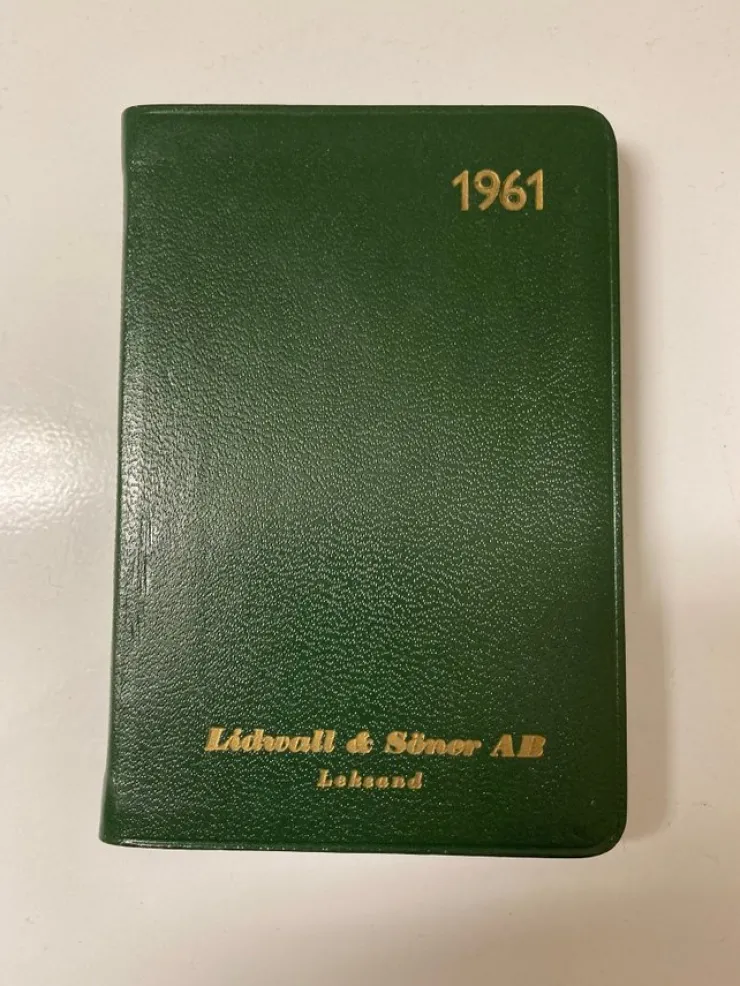 1961
Lidwall & Söner AB
Leksand